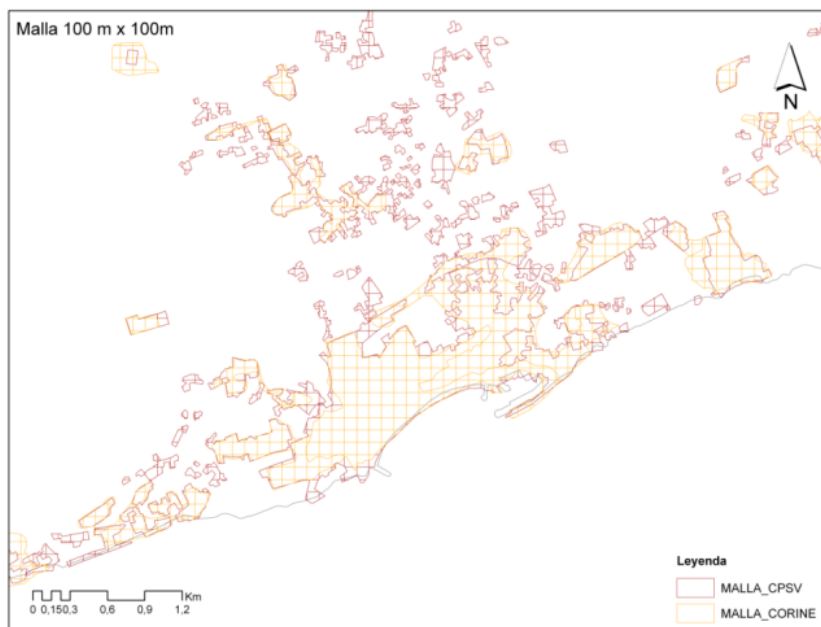 Malla 100 m x 100m
N
Leyenda
MALLA_CPSV
MALLA_CORINE
Km
0 0,150,3 0,6 0,9 1,2